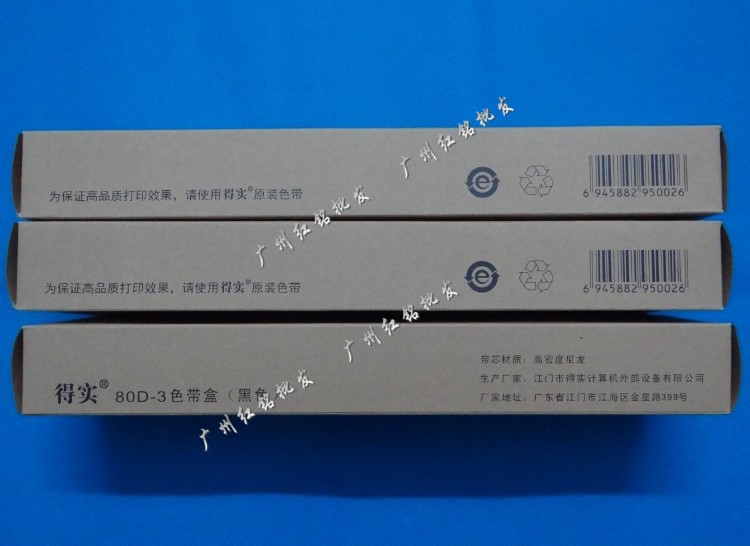 为保证高品质打印效果，请使用得实®原装色带
6 945882 950026
广州红铭批发
广州红铭批发
为保证高品质打印效果，请使用得实®原装色带
6 945882 950026
广州红铭批发
得实® 80D-3色带盒（黑色
带芯材质：高密度尼龙
生产厂家：江门市得实计算机外部设备有限公司
厂家地址：广东省江门市江海区金星路399号
广州红铭批发